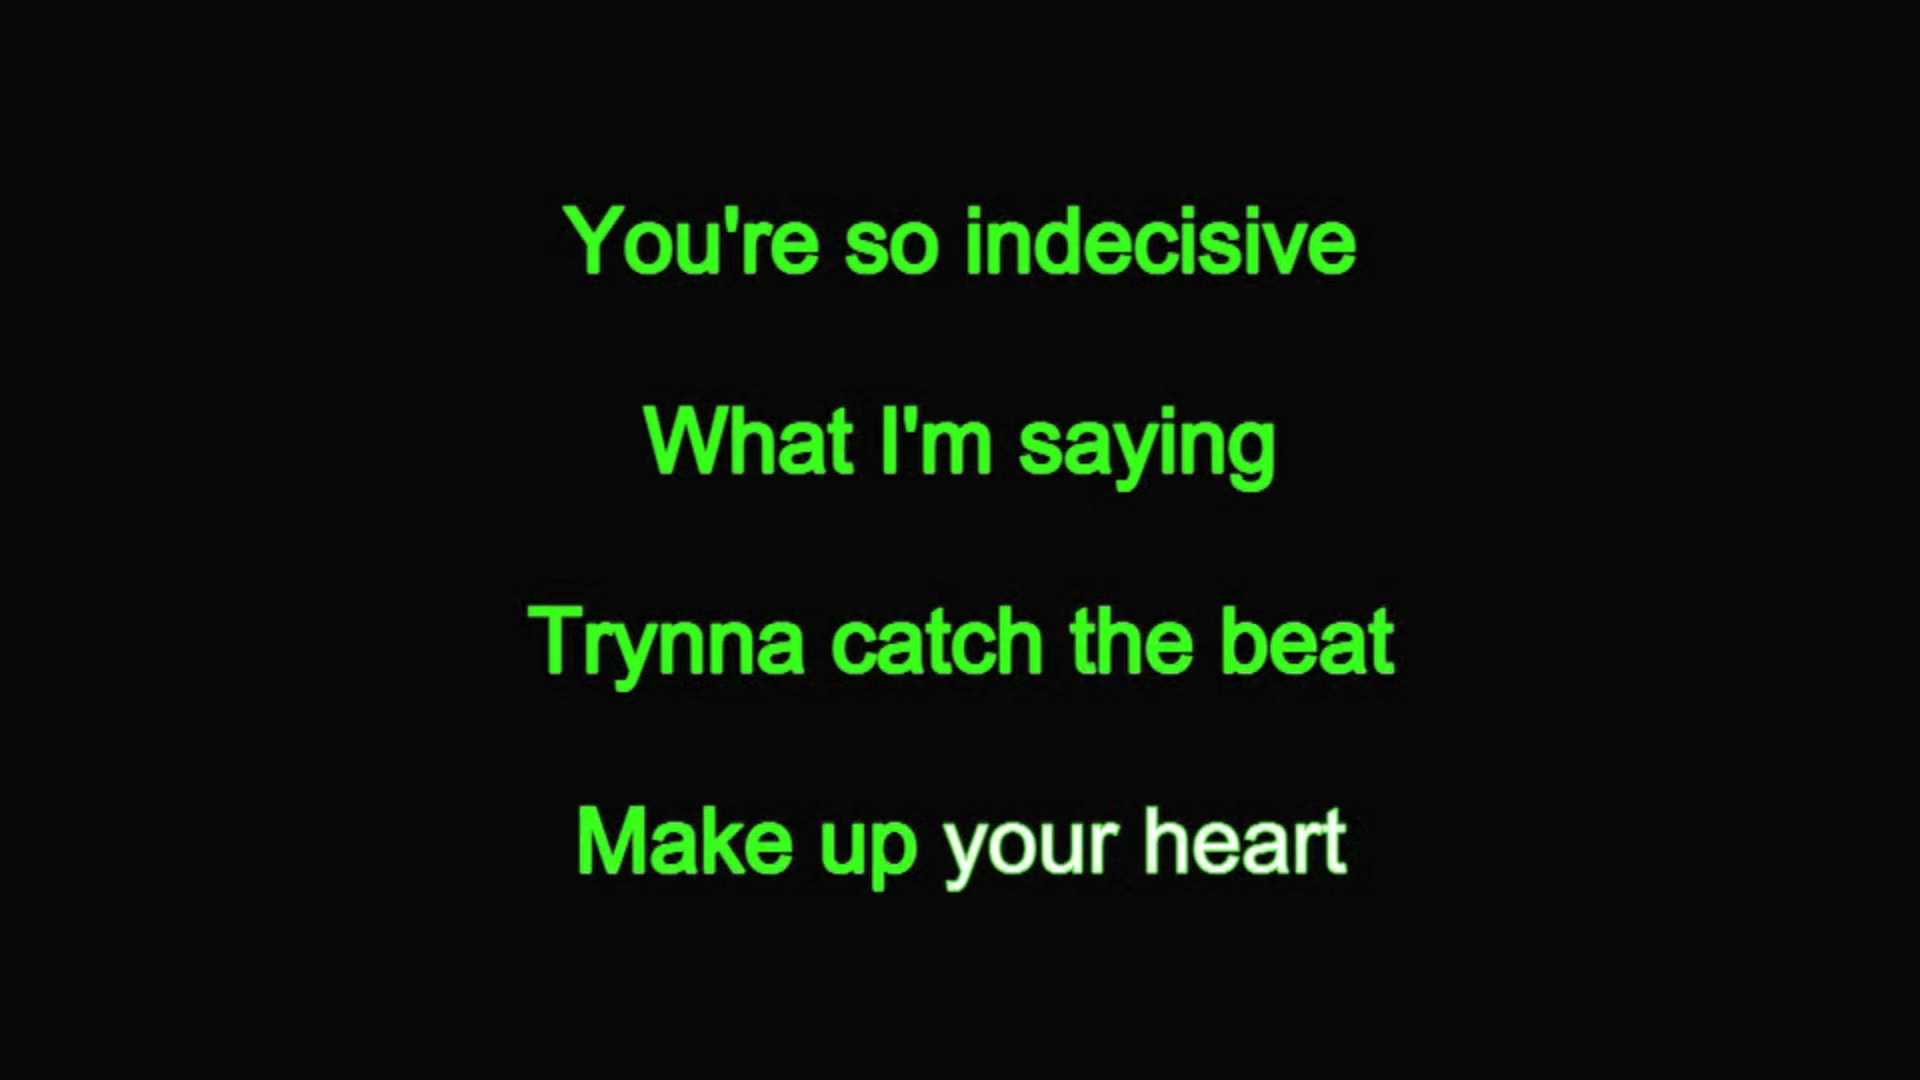 You're so indecisive
What I'm saying
Trynna catch the beat
Make up your heart